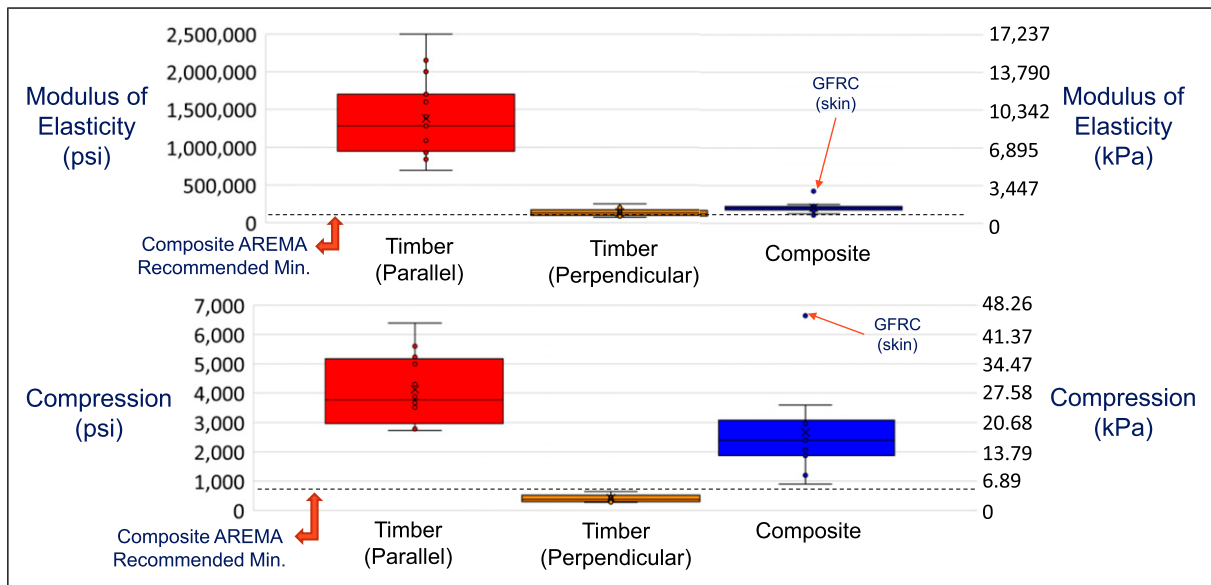 2,500,000
2,000,000
1,500,000
1,000,000
500,000
0
Modulus of
Elasticity
(psi)
17,237
13,790
10,342
6,895
3,447
0
Modulus of
Elasticity
(kPa)
GFRC
(skin)
Composite AREMA
Recommended Min.
Timber
(Parallel)
Timber
(Perpendicular)
Composite
7,000
6,000
5,000
4,000
3,000
2,000
1,000
0
Compression
(psi)
48.26
41.37
34.47
27.58
20.68
13.79
6.89
0
Compression
(kPa)
GFRC
(skin)
Composite AREMA
Recommended Min.
Timber
(Parallel)
Timber
(Perpendicular)
Composite